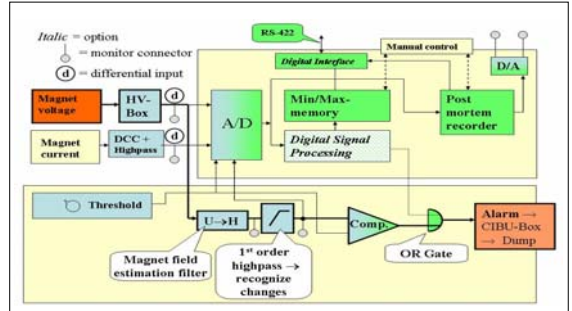 Italic = option
= monitor connector
d = differential input
RS-422
Digital Interface
Manual control
D/A
Magnet
voltage
HV-
Box
d
A/D
Min/Max-
memory
Post
mortem
recorder
Magnet
current
DCC +
Highpass
d
Digital Signal
Processing
Threshold
U→H
Comp.
Alarm →
CIBU-Box
→ Dump
Magnet field
estimation filter
1st order
highpass →
recognize
changes
OR Gate